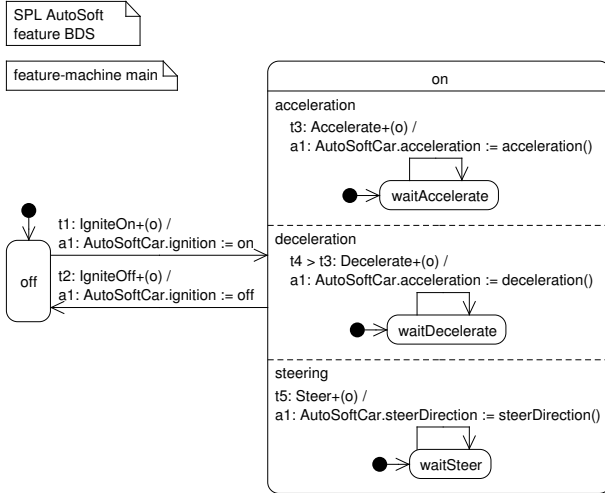 SPL AutoSoft
feature BDS
feature-machine main
on
acceleration
t3: Accelerate+(o) /
a1: AutoSoftCar.acceleration := acceleration()
waitAccelerate
t1: IgniteOn+(o) /
a1: AutoSoftCar.ignition := on
off
t2: IgniteOff+(o) /
a1: AutoSoftCar.ignition := off
deceleration
t4 > t3: Decelerate+(o) /
a1: AutoSoftCar.acceleration := deceleration()
waitDecelerate
steering
t5: Steer+(o) /
a1: AutoSoftCar.steerDirection := steerDirection()
waitSteer